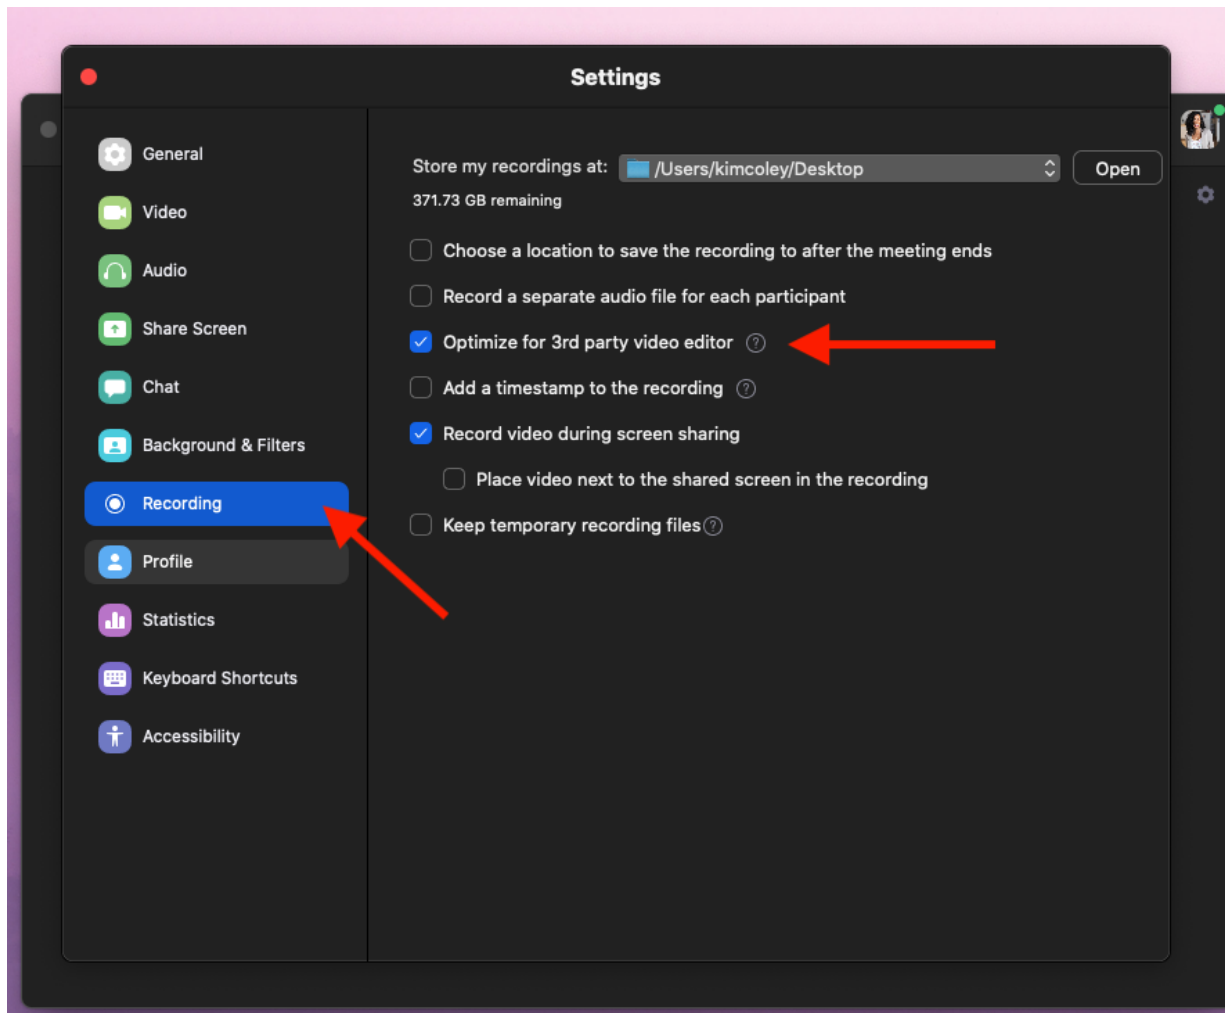 Settings
General
Video
Audio
Share Screen
Chat
Background & Filters
Recording
Profile
Statistics
Keyboard Shortcuts
Accessibility
Store my recordings at: /Users/kimcoley/Desktop Open
371.73 GB remaining
Choose a location to save the recording to after the meeting ends
Record a separate audio file for each participant
Optimize for 3rd party video editor ?
Add a timestamp to the recording ?
Record video during screen sharing
Place video next to the shared screen in the recording
Keep temporary recording files ?